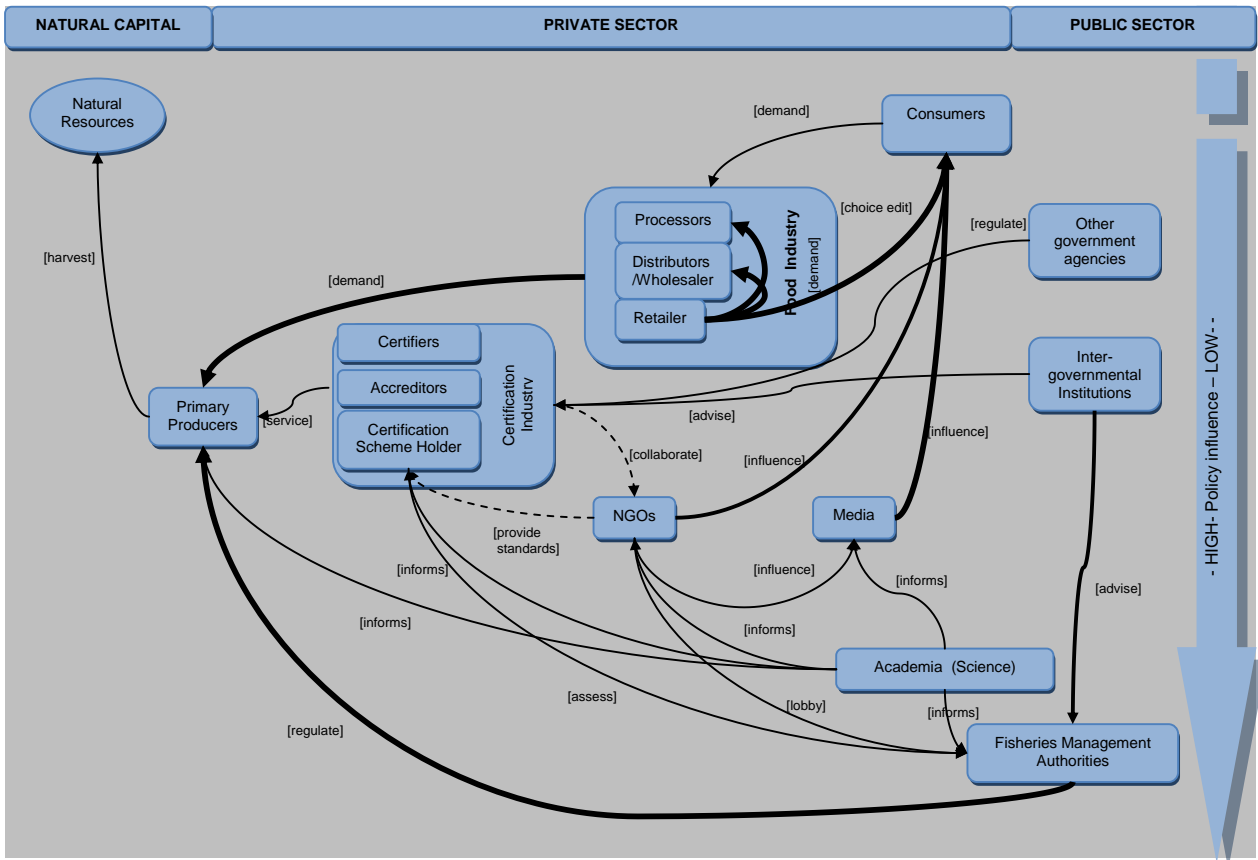 NATURAL CAPITAL
PRIVATE SECTOR
PUBLIC SECTOR
Natural
Resources
[demand]
Consumers
Processors
[choice edit]
Other
government
agencies
[regulate]
[harvest]
Distributors
/Wholesaler
Food Industry
[demand]
[demand]
Retailer
Certifiers
Accreditors
Certification
Scheme Holder
Certification
Industry
Inter-
governmental
Institutions
Primary
Producers
[service]
[advise]
[influence]
[collaborate]
[influence]
NGOs
Media
[provide
standards]
[informs]
[influence]
[informs]
[advise]
[informs]
[informs]
Academia (Science)
[assess]
[lobby]
[informs]
[regulate]
Fisheries Management
Authorities
- HIGH- Policy influence – LOW- -